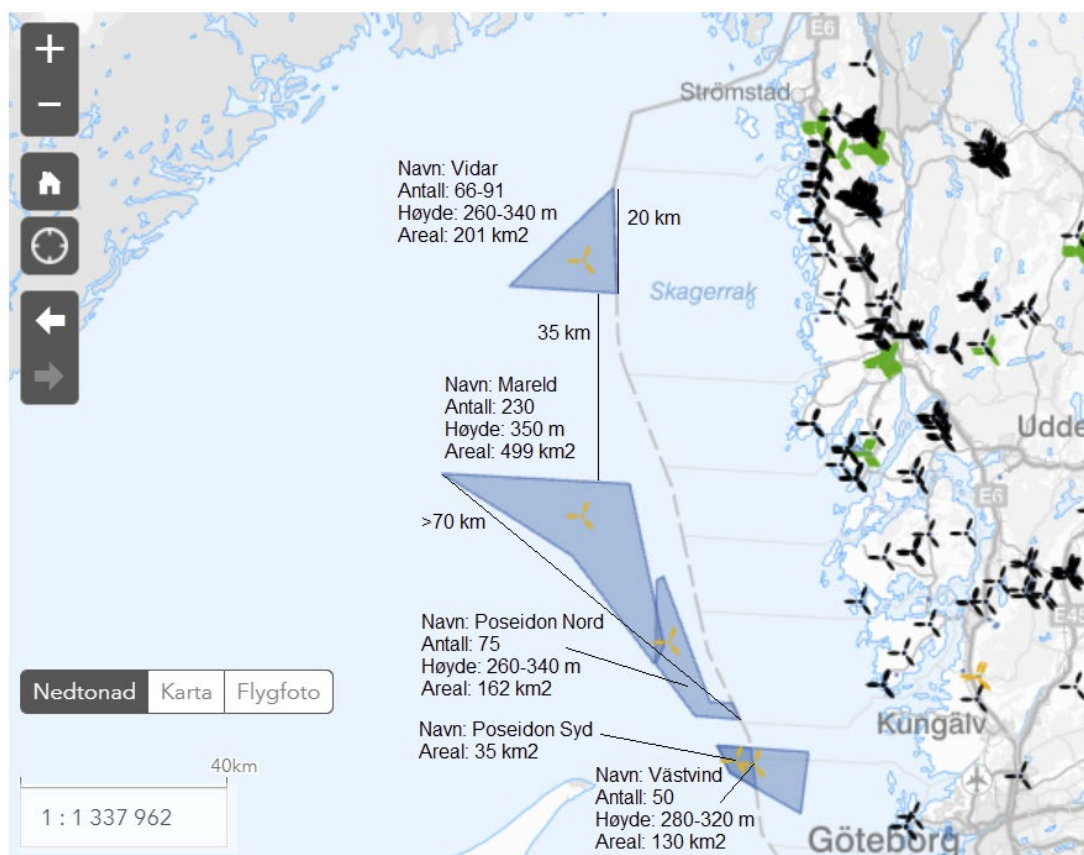 E6
Strömstad
Navn: Vidar
Antall: 66-91
Høyde: 260-340 m
Areal: 201 km2
20 km
Skagerrak
35 km
Navn: Mareld
Antall: 230
Høyde: 350 m
Areal: 499 km2
Udde
E6
>70 km
E45
Navn: Poseidon Nord
Antall: 75
Høyde: 260-340 m
Areal: 162 km2
Nedtonad Karta Flygfoto
Kungälv
Navn: Poseidon Syd
Areal: 35 km2
40km
1 : 1 337 962
Navn: Västvind
Antall: 50
Høyde: 280-320 m
Areal: 130 km2
Göteborg